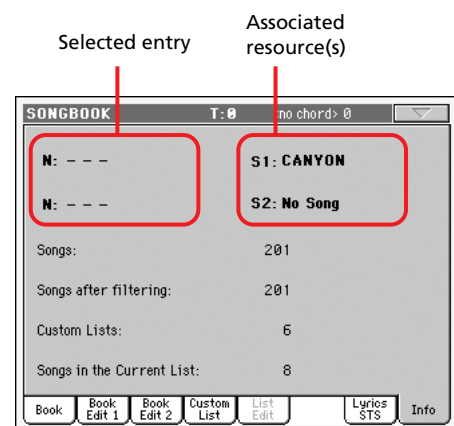 Selected entry
Associated
resource(s)
SONGBOOK T:0 <no chord> 0
N: - - - S1: CANYON
N: - - - S2: No Song
Songs: 201
Songs after filtering: 201
Custom Lists: 6
Songs in the Current List: 8
Book Book Edit 1 Book Edit 2 Custom List List Edit Lyrics STS Info